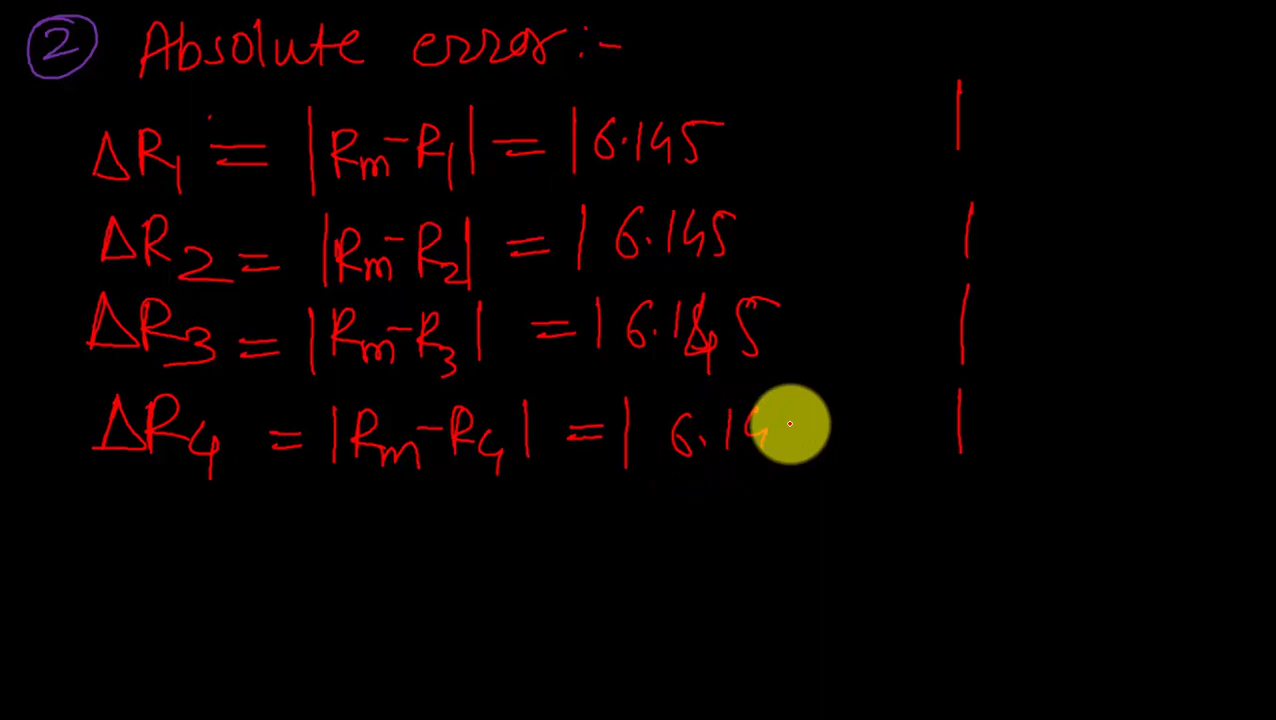 ② Absolute error:-
ΔR₁ = |Rm-R₁| = |6.145 |
ΔR₂ = |Rm-R₂| = |6.145 |
ΔR₃ = |Rm-R₃| = |6.145 |
ΔR₄ = |Rm-R₄| = |6.14 |